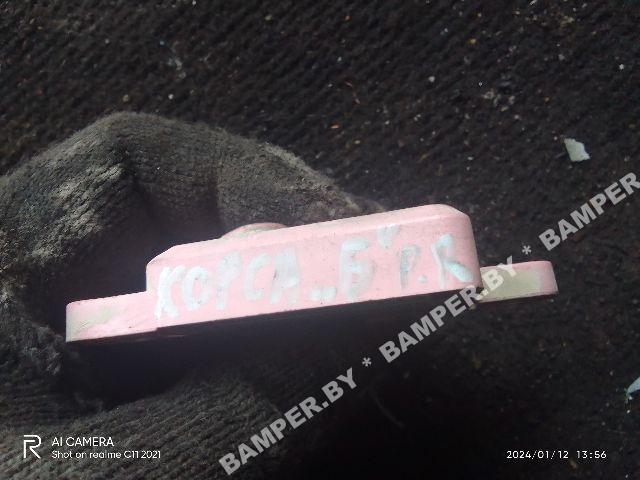 КОРСА „Б" Р.К
BAMPER.BY * BAMPER.BY * BAMPER
AI CAMERA
Shot on realme C11 2021
2024/01/12 13:56